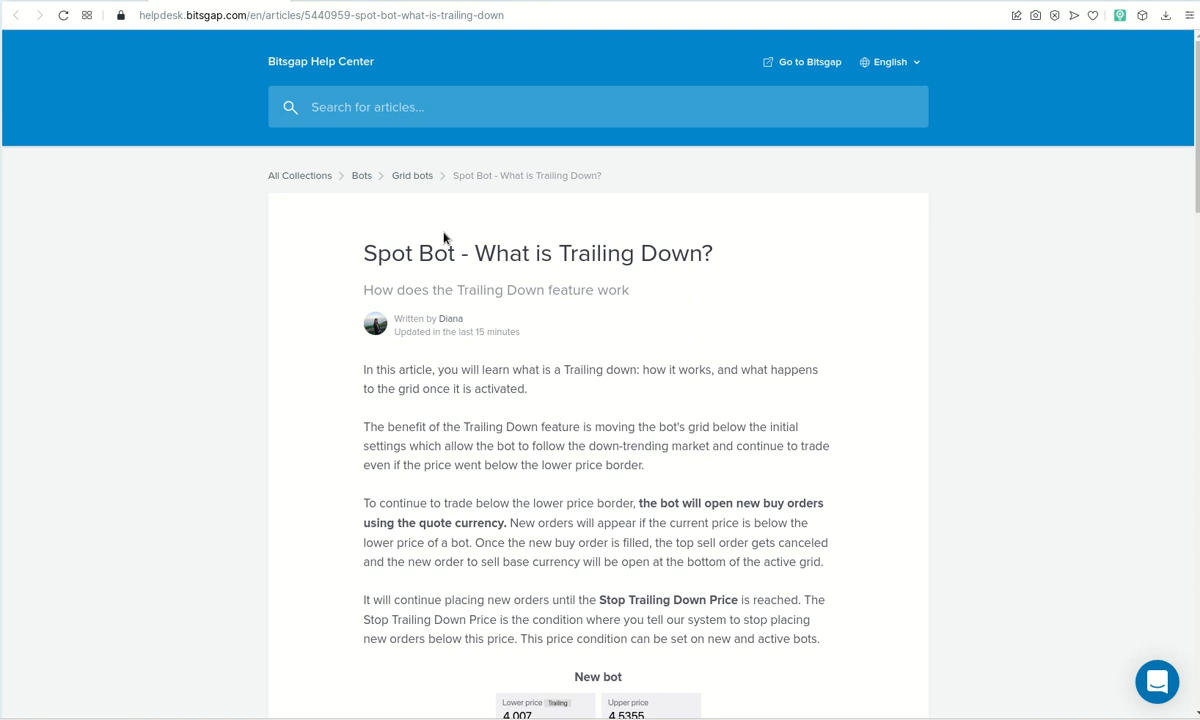 helpdesk.bitsgap.com/en/articles/5440959-spot-bot-what-is-trailing-down
Bitsgap Help Center
Go to Bitsgap
English
Search for articles...
All Collections
Bots
Grid bots
Spot Bot - What is Trailing Down?
Spot Bot - What is Trailing Down?
How does the Trailing Down feature work
Written by Diana
Updated in the last 15 minutes
In this article, you will learn what is a Trailing down: how it works, and what happens
to the grid once it is activated.
The benefit of the Trailing Down feature is moving the bot's grid below the initial
settings which allow the bot to follow the down-trending market and continue to trade
even if the price went below the lower price border.
To continue to trade below the lower price border, the bot will open new buy orders
using the quote currency. New orders will appear if the current price is below the
lower price of a bot. Once the new buy order is filled, the top sell order gets canceled
and the new order to sell base currency will be open at the bottom of the active grid.
It will continue placing new orders until the Stop Trailing Down Price is reached. The
Stop Trailing Down Price is the condition where you tell our system to stop placing
new orders below this price. This price condition can be set on new and active bots.
New bot
Lower price Trailing
Upper price
4.007
4.5355